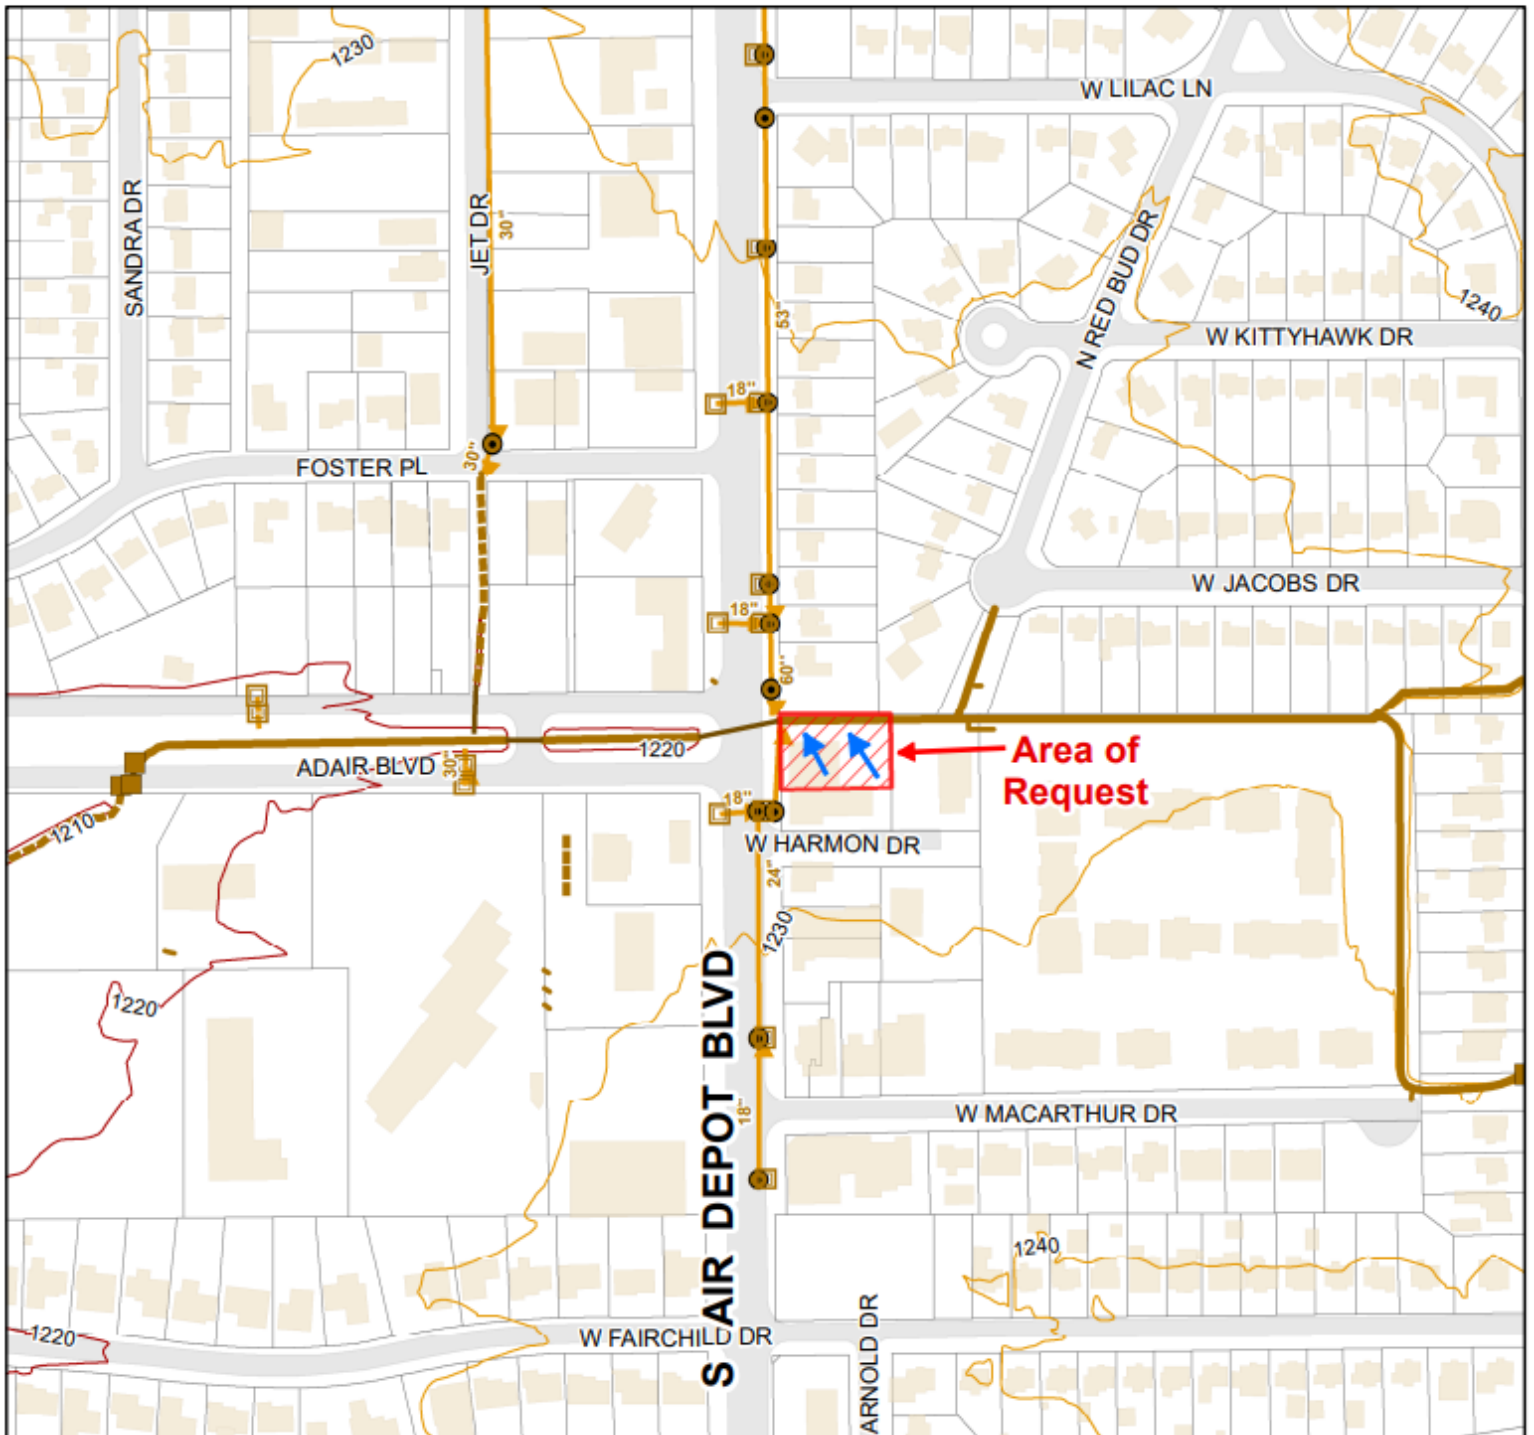 1230
W LILAC LN
SANDRA DR
JET DR
30"
N RED BUD DR
1240
53"
W KITTYHAWK DR
18"
30"
FOSTER PL
W JACOBS DR
18"
60"
1220
Area of
Request
ADAIR BLVD
30"
18"
1210
W HARMON DR
24"
1230
S AIR DEPOT BLVD
1220
18"
W MACARTHUR DR
1240
1220
W FAIRCHILD DR
ARNOLD DR